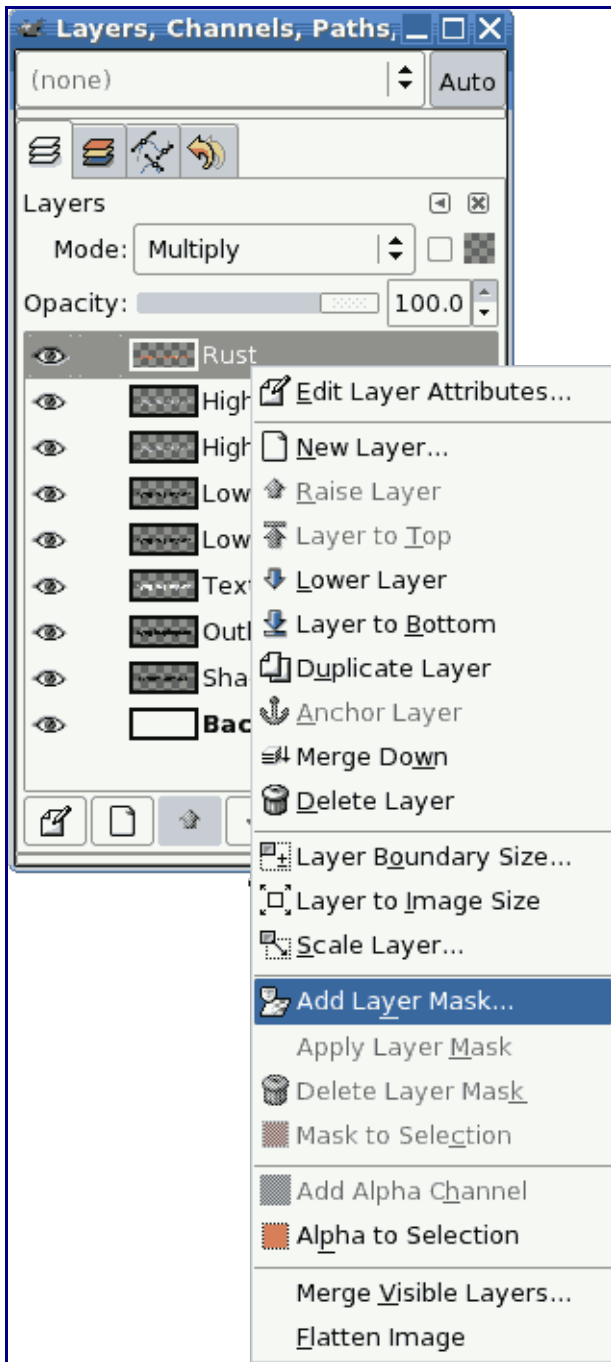 Layers, Channels, Paths,
(none)
Auto
Layers
Mode: Multiply
Opacity: 100.0
Rust
High
High
Low
Low
Text
Outl
Sha
Bac
Edit Layer Attributes...
New Layer...
Raise Layer
Layer to Top
Lower Layer
Layer to Bottom
Duplicate Layer
Anchor Layer
Merge Down
Delete Layer
Layer Boundary Size...
Layer to Image Size
Scale Layer...
Add Layer Mask...
Apply Layer Mask
Delete Layer Mask
Mask to Selection
Add Alpha Channel
Alpha to Selection
Merge Visible Layers...
Flatten Image